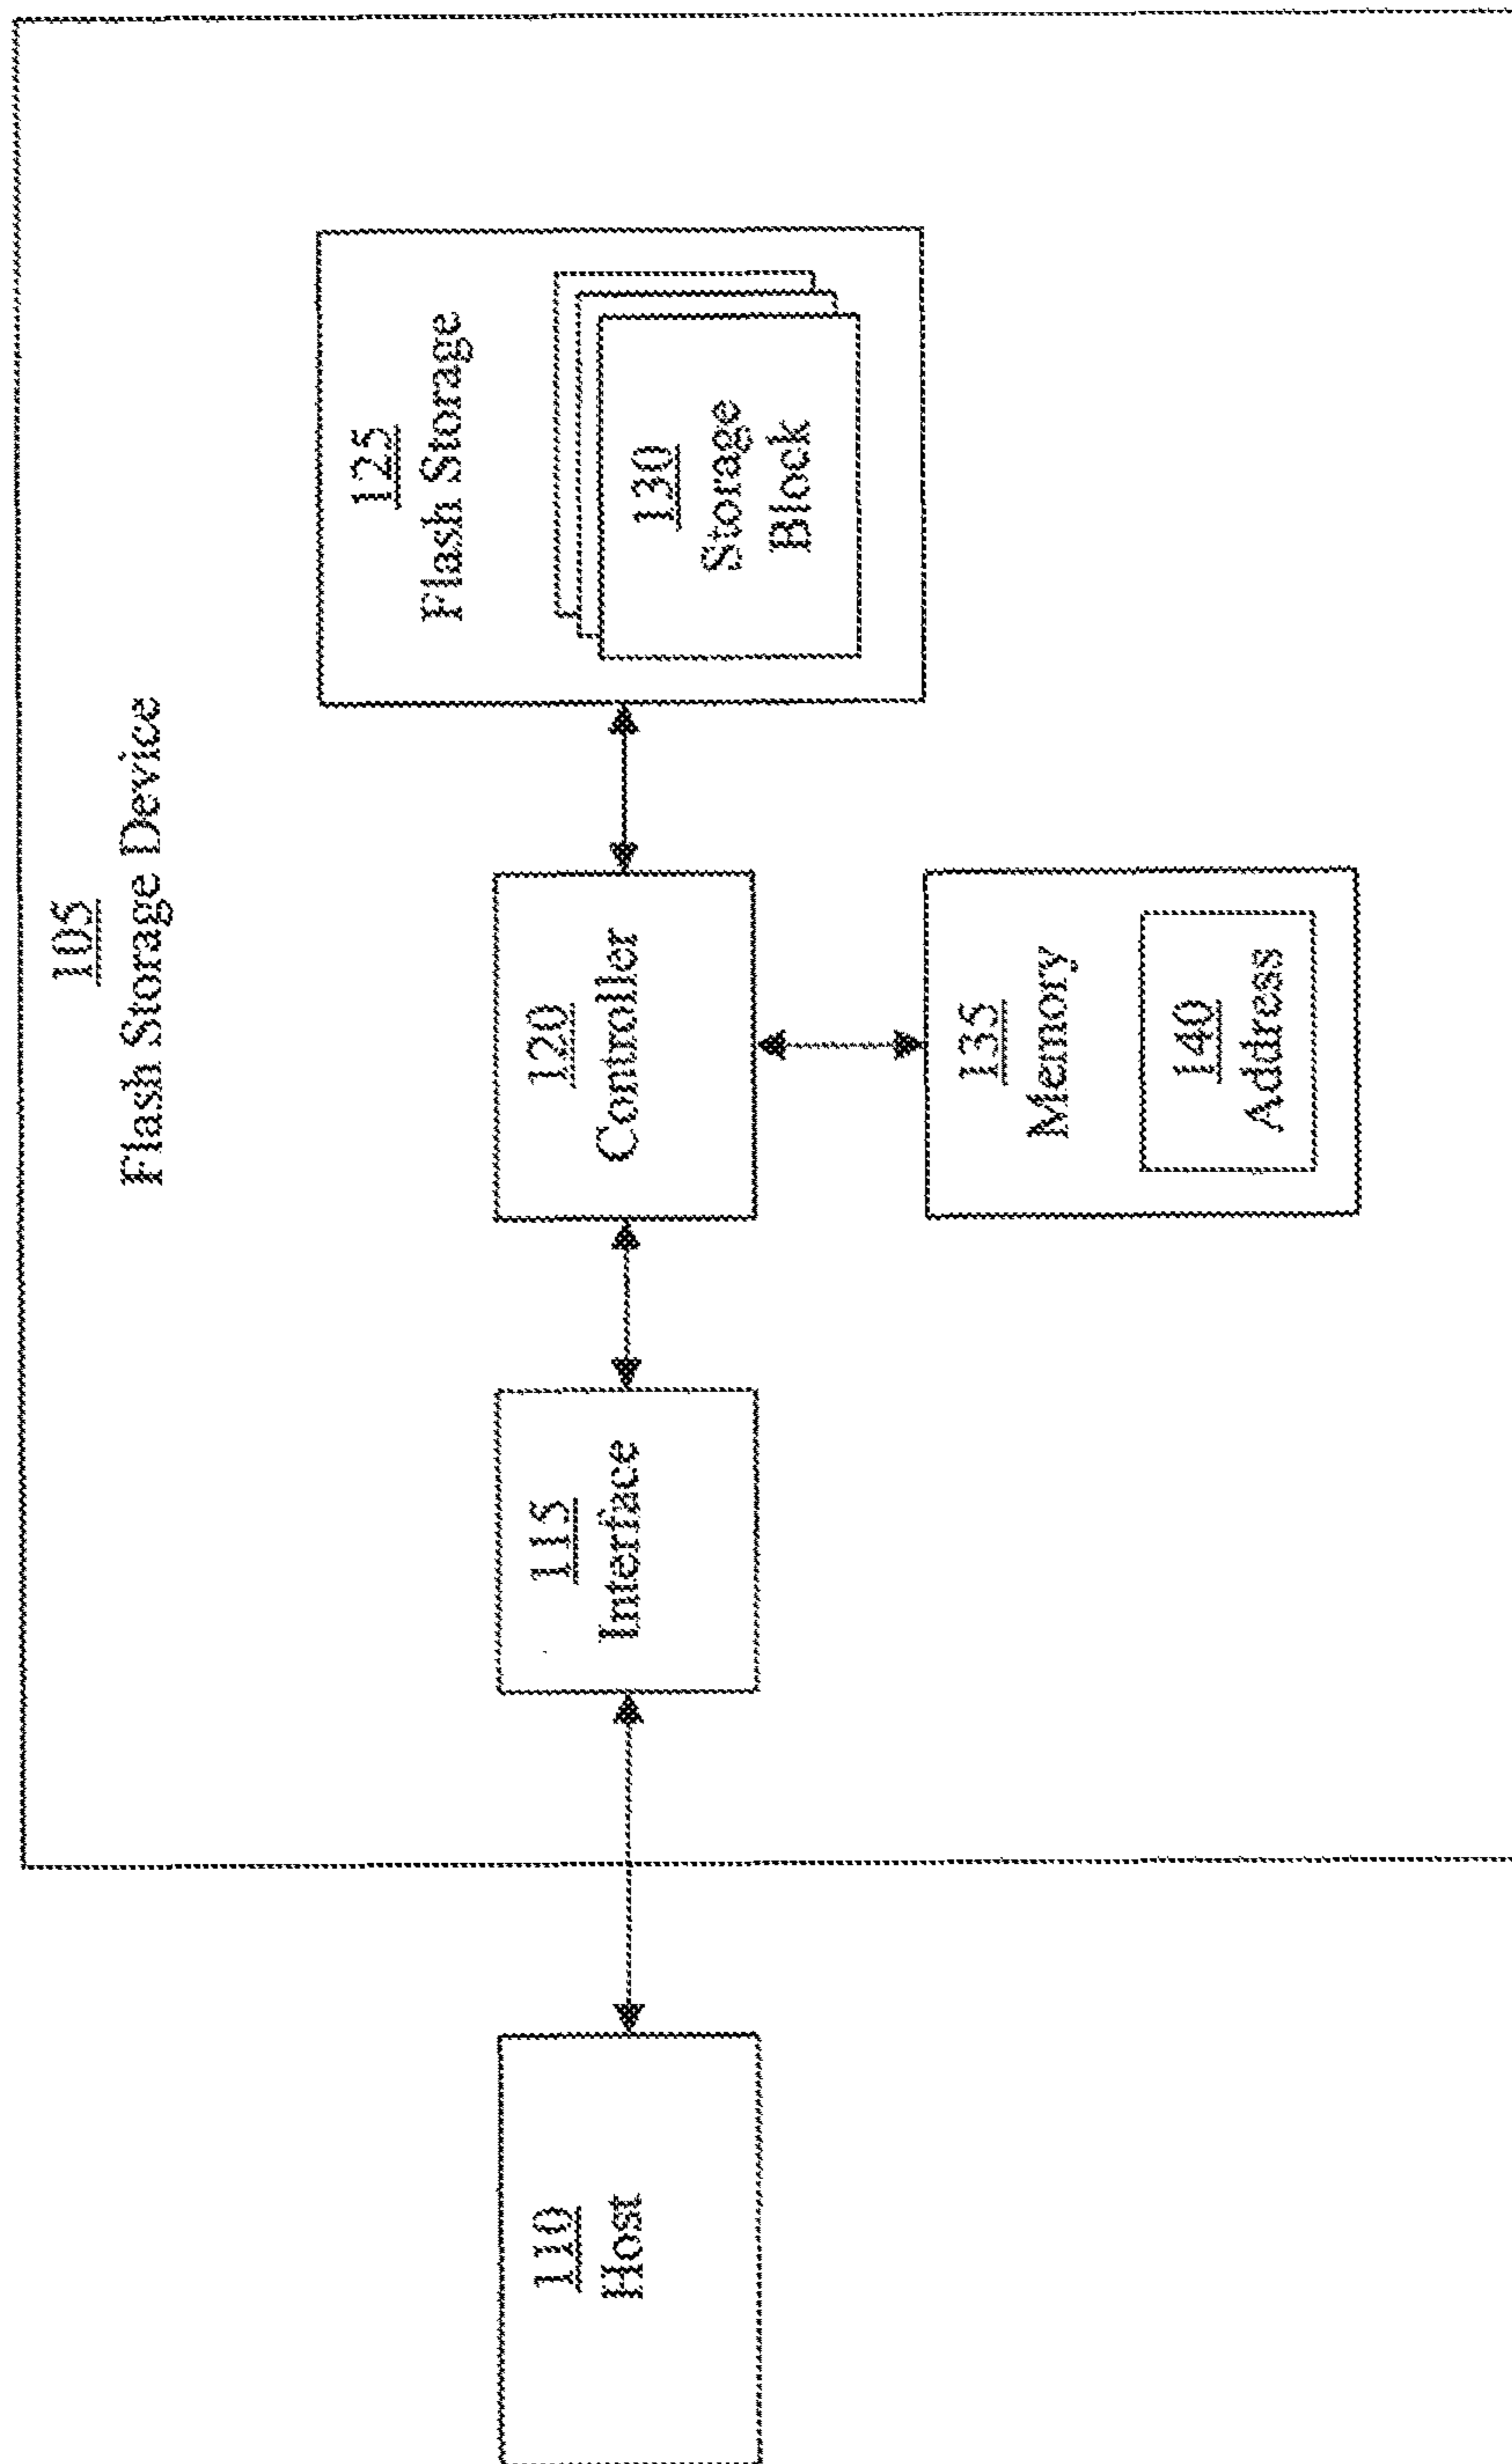 105
Flash Storage Device
110
Host
115
Interface
120
Controller
125
Flash Storage
130
Storage
Block
135
Memory
140
Address